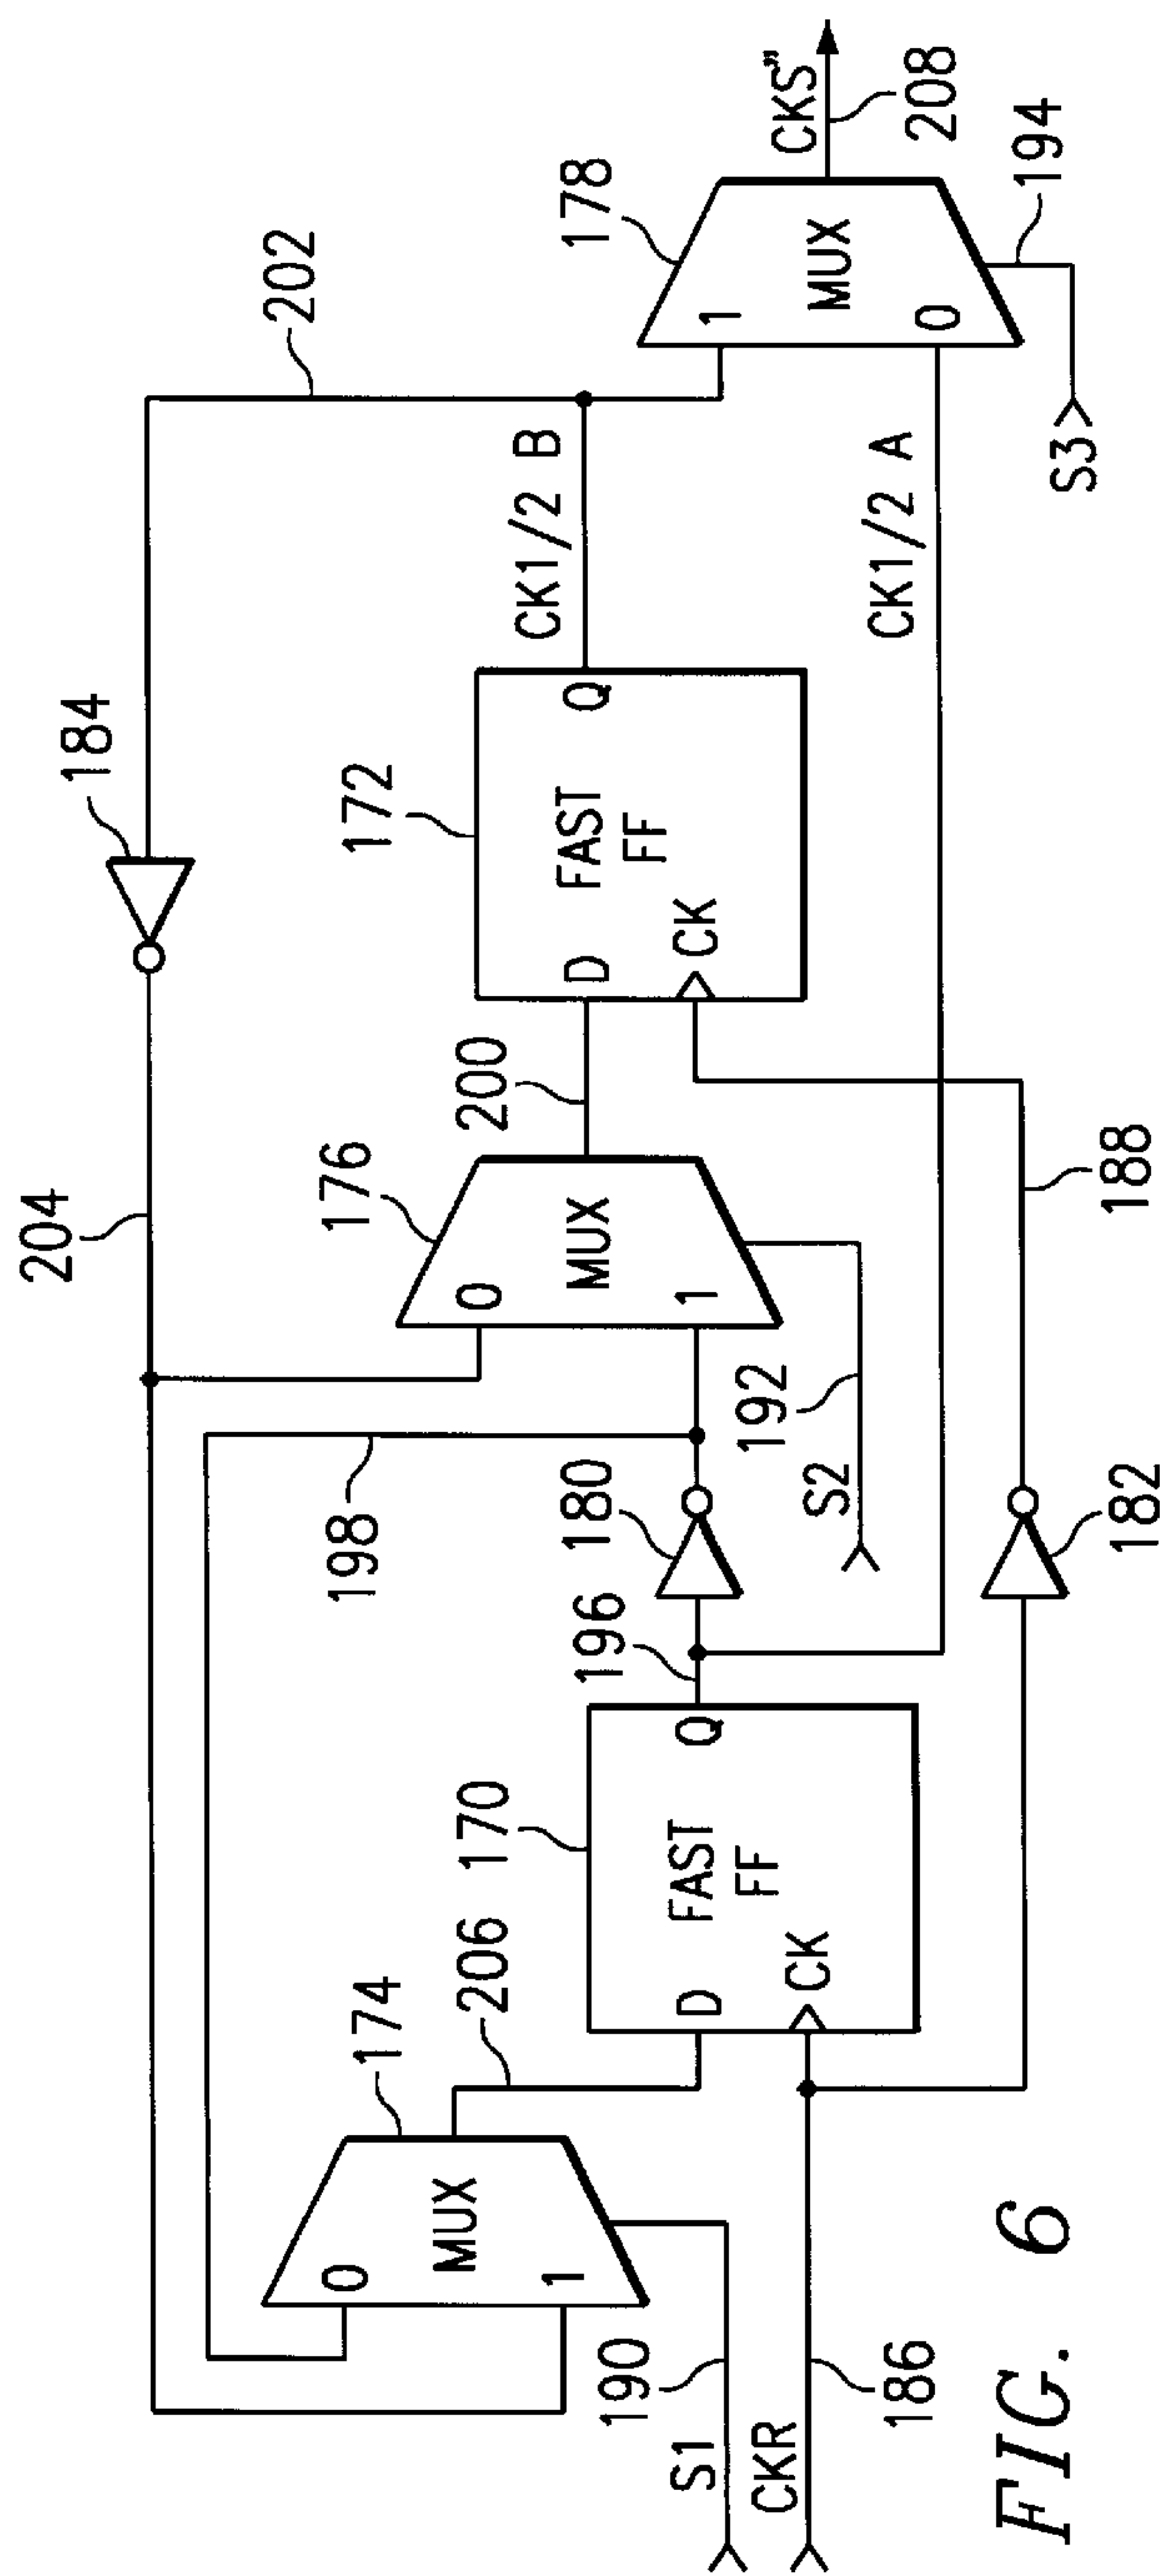 202
204
184
178
CKS"
208
194
1
MUX
0
S3
CK1/2 B
CK1/2 A
172
FAST
FF
D
Q
CK
200
176
0
MUX
1
192
S2
188
198
180
182
196
170
FAST
FF
D
Q
CK
206
174
0
MUX
1
190
S1
CKR
186
FIG. 6